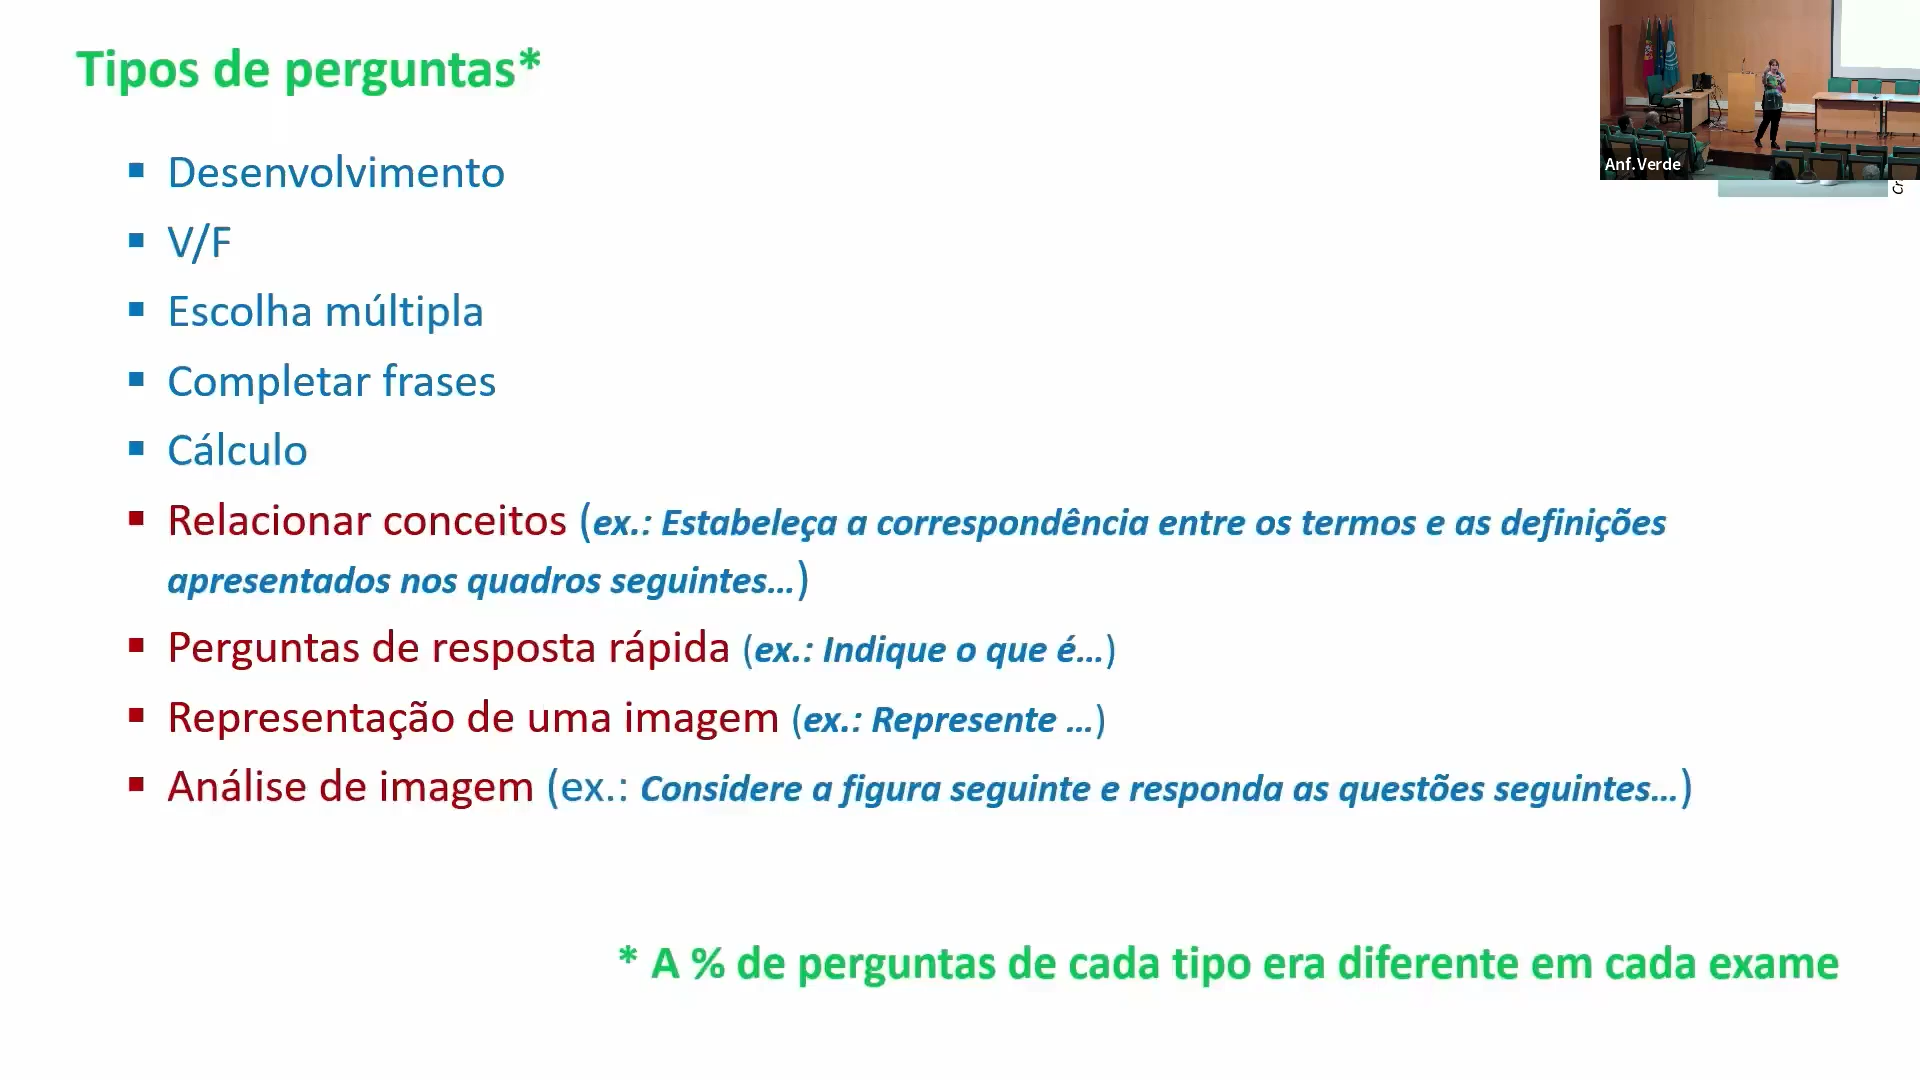 Tipos de perguntas*
▪ Desenvolvimento
▪ V/F
▪ Escolha múltipla
▪ Completar frases
▪ Cálculo
▪ Relacionar conceitos (ex.: Estabeleça a correspondência entre os termos e as definições
apresentados nos quadros seguintes...)
▪ Perguntas de resposta rápida (ex.: Indique o que é...)
▪ Representação de uma imagem (ex.: Represente ...)
▪ Análise de imagem (ex.: Considere a figura seguinte e responda as questões seguintes...)
* A % de perguntas de cada tipo era diferente em cada exame
Anf.Verde